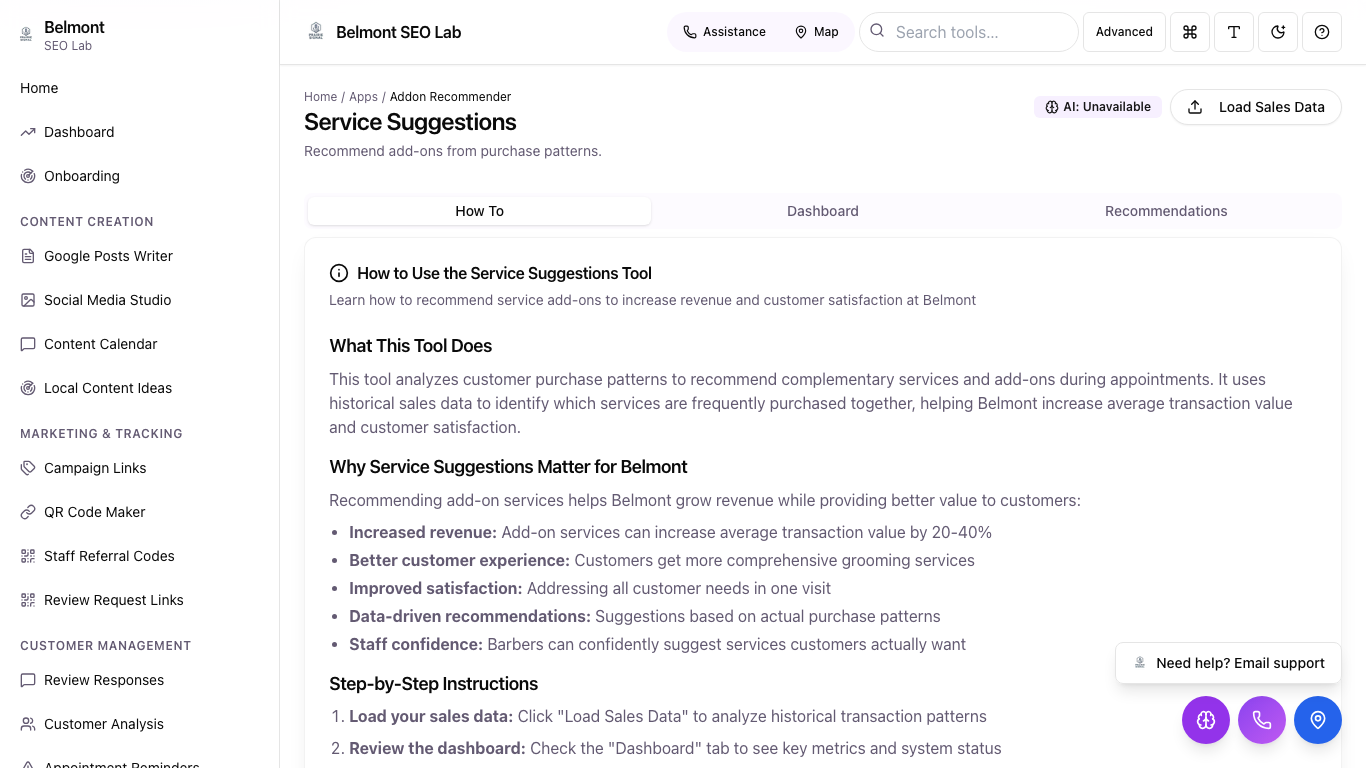 Belmont
SEO Lab
Home
Dashboard
Onboarding
CONTENT CREATION
Google Posts Writer
Social Media Studio
Content Calendar
Local Content Ideas
MARKETING & TRACKING
Campaign Links
QR Code Maker
Staff Referral Codes
Review Request Links
CUSTOMER MANAGEMENT
Review Responses
Customer Analysis
Appointment Reminders
Belmont SEO Lab
Assistance
Map
Search tools...
Advanced
Home / Apps / Addon Recommender
Service Suggestions
Recommend add-ons from purchase patterns.
AI: Unavailable
Load Sales Data
How To
Dashboard
Recommendations
How to Use the Service Suggestions Tool
Learn how to recommend service add-ons to increase revenue and customer satisfaction at Belmont
What This Tool Does
This tool analyzes customer purchase patterns to recommend complementary services and add-ons during appointments. It uses
historical sales data to identify which services are frequently purchased together, helping Belmont increase average transaction value
and customer satisfaction.
Why Service Suggestions Matter for Belmont
Recommending add-on services helps Belmont grow revenue while providing better value to customers:
• Increased revenue: Add-on services can increase average transaction value by 20-40%
• Better customer experience: Customers get more comprehensive grooming services
• Improved satisfaction: Addressing all customer needs in one visit
• Data-driven recommendations: Suggestions based on actual purchase patterns
• Staff confidence: Barbers can confidently suggest services customers actually want
Step-by-Step Instructions
1. Load your sales data: Click "Load Sales Data" to analyze historical transaction patterns
2. Review the dashboard: Check the "Dashboard" tab to see key metrics and system status
Need help? Email support